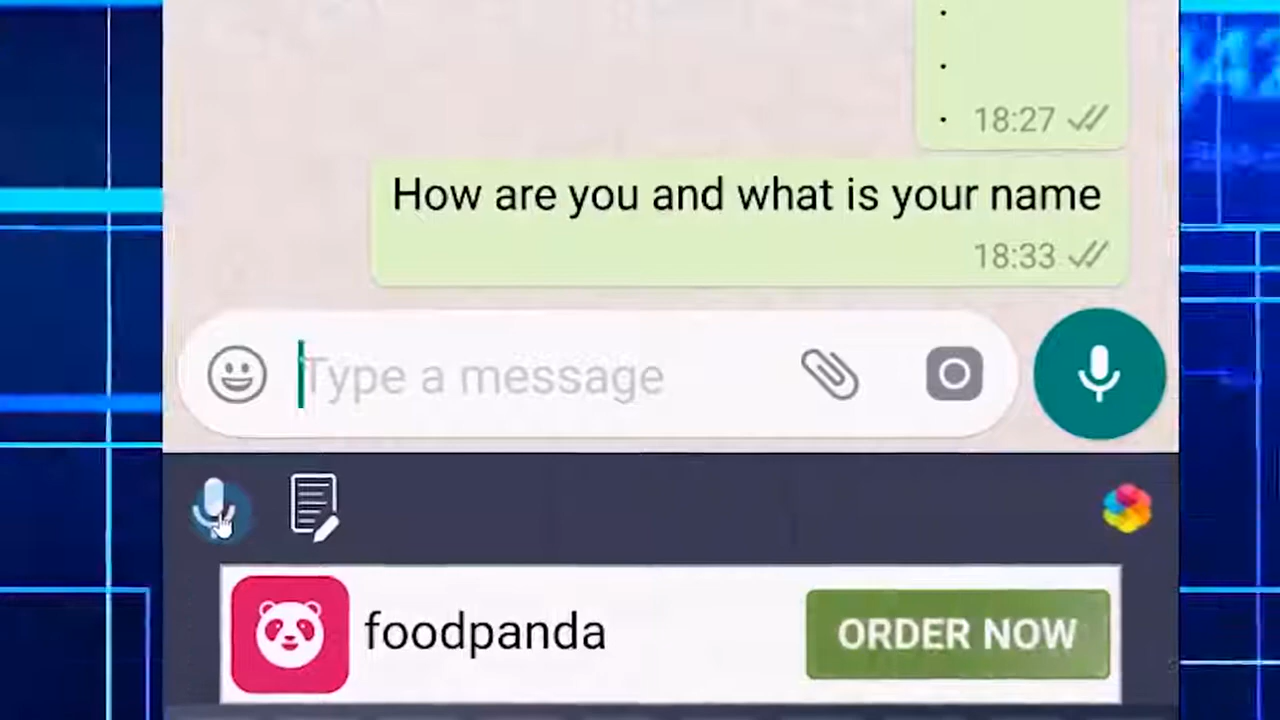 18:27
How are you and what is your name
18:33
Type a message
foodpanda
ORDER NOW